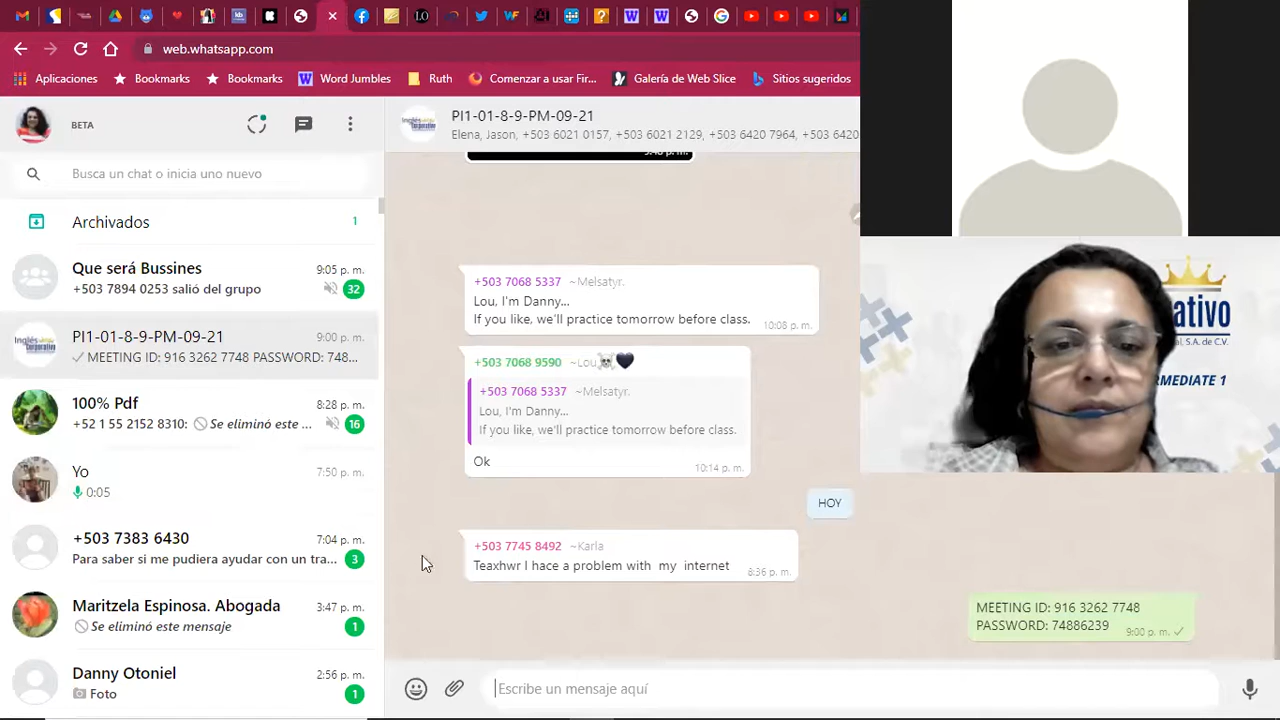 web.whatsapp.com
Aplicaciones
Bookmarks
Bookmarks
Word Jumbles
Ruth
Comenzar a usar Fir...
Galería de Web Slice
Sitios sugeridos
BETA
Busca un chat o inicia uno nuevo
Archivados
1
Que será Bussines
9:05 p. m.
+503 7894 0253 salió del grupo
32
PI1-01-8-9-PM-09-21
9:00 p. m.
MEETING ID: 916 3262 7748 PASSWORD: 748...
100% Pdf
8:28 p. m.
+52 1 55 2152 8310: Se eliminó este ...
16
Yo
7:50 p. m.
0:05
+503 7383 6430
7:04 p. m.
Para saber si me pudiera ayudar con un tra...
3
Maritzela Espinosa. Abogada
3:47 p. m.
Se eliminó este mensaje
1
Danny Otoniel
2:56 p. m.
Foto
1
PI1-01-8-9-PM-09-21
Elena, Jason, +503 6021 0157, +503 6021 2129, +503 6420 7964, +503 6420
+503 7068 5337 ~Melsatyr.
Lou, I'm Danny...
If you like, we'll practice tomorrow before class.
10:08 p. m.
+503 7068 9590 ~Lou☠🖤
+503 7068 5337 ~Melsatyr.
Lou, I'm Danny...
If you like, we'll practice tomorrow before class.
Ok
10:14 p. m.
HOY
+503 7745 8492 ~Karla
Teaxhwr I hace a problem with my internet
8:36 p. m.
MEETING ID: 916 3262 7748
PASSWORD: 74886239
9:00 p. m.
Escribe un mensaje aquí
orativo
al, S.A. de C.V.
RMEDIATE 1